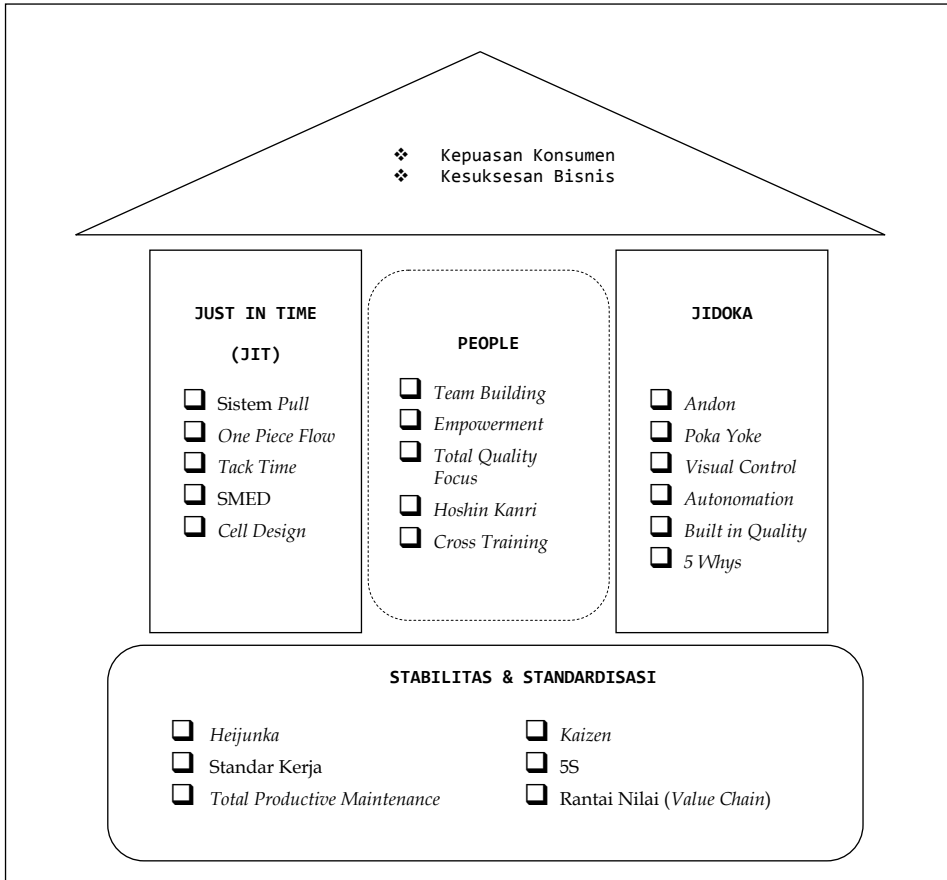 ❖ Kepuasan Konsumen
❖ Kesuksesan Bisnis
JUST IN TIME
(JIT)
❑ Sistem Pull
❑ One Piece Flow
❑ Tack Time
❑ SMED
❑ Cell Design
PEOPLE
❑ Team Building
❑ Empowerment
❑ Total Quality
Focus
❑ Hoshin Kanri
❑ Cross Training
JIDOKA
❑ Andon
❑ Poka Yoke
❑ Visual Control
❑ Autonomation
❑ Built in Quality
❑ 5 Whys
STABILITAS & STANDARDISASI
❑ Heijunka
❑ Standar Kerja
❑ Total Productive Maintenance
❑ Kaizen
❑ 5S
❑ Rantai Nilai (Value Chain)